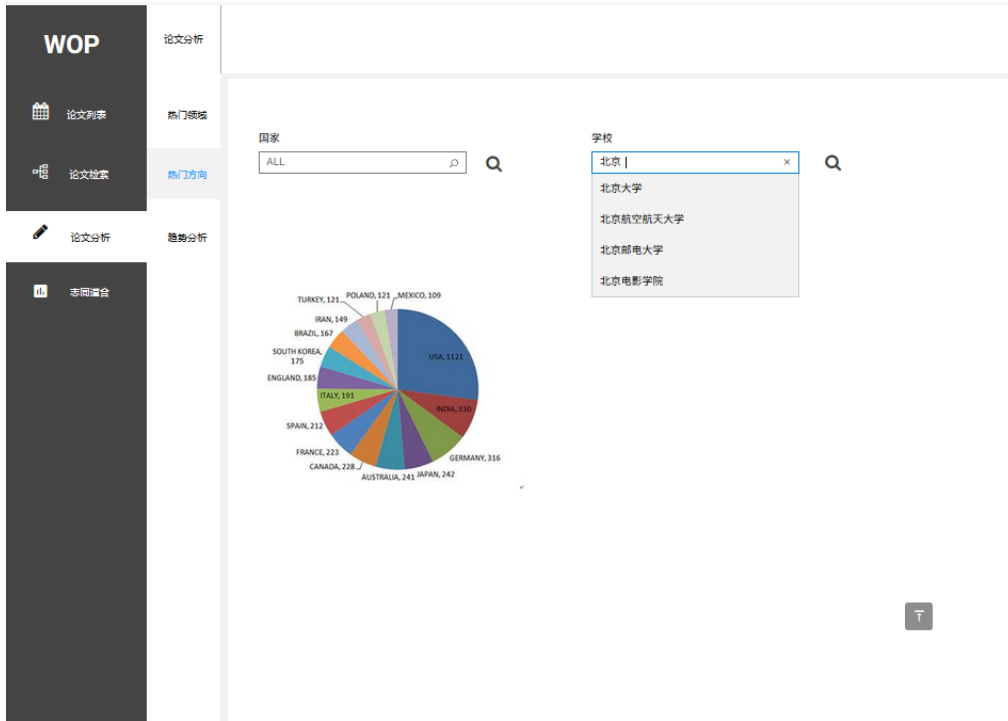 WOP
论文列表
论文检索
论文分析
志同道合
论文分析
热门领域
热门方向
趋势分析
国家
ALL
学校
北京
北京大学
北京航空航天大学
北京邮电大学
北京电影学院
TURKEY, 121
POLAND, 121
MEXICO, 109
IRAN, 149
BRAZIL, 167
SOUTH KOREA,
175
ENGLAND, 185
ITALY, 191
SPAIN, 212
FRANCE, 223
CANADA, 228
AUSTRALIA, 241
JAPAN, 242
GERMANY, 316
INDIA, 330
USA, 1121